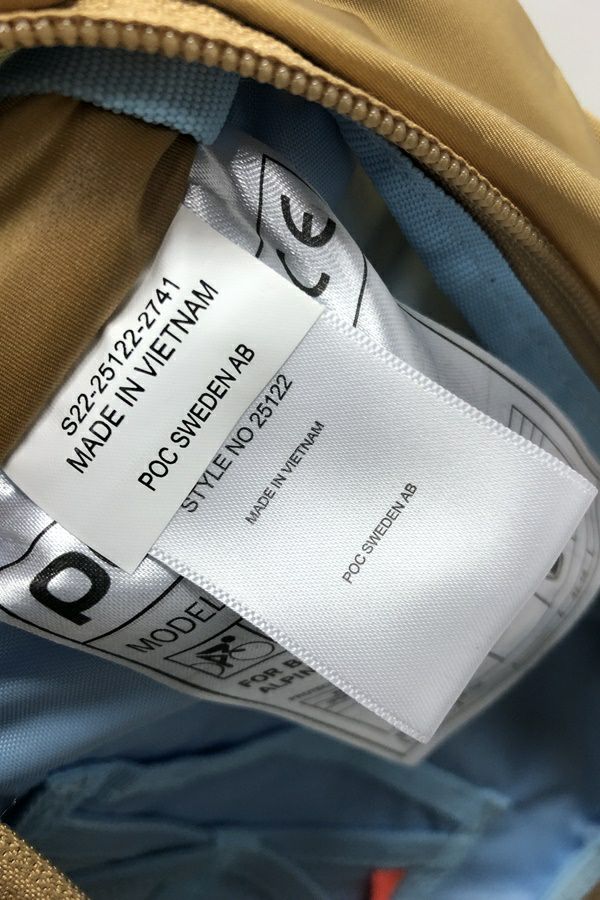 S22-25122-2741
MADE IN VIETNAM
POC SWEDEN AB
STYLE NO 25122
MADE IN VIETNAM
POC SWEDEN AB
CE
MODEL
FOR B
ALPIN